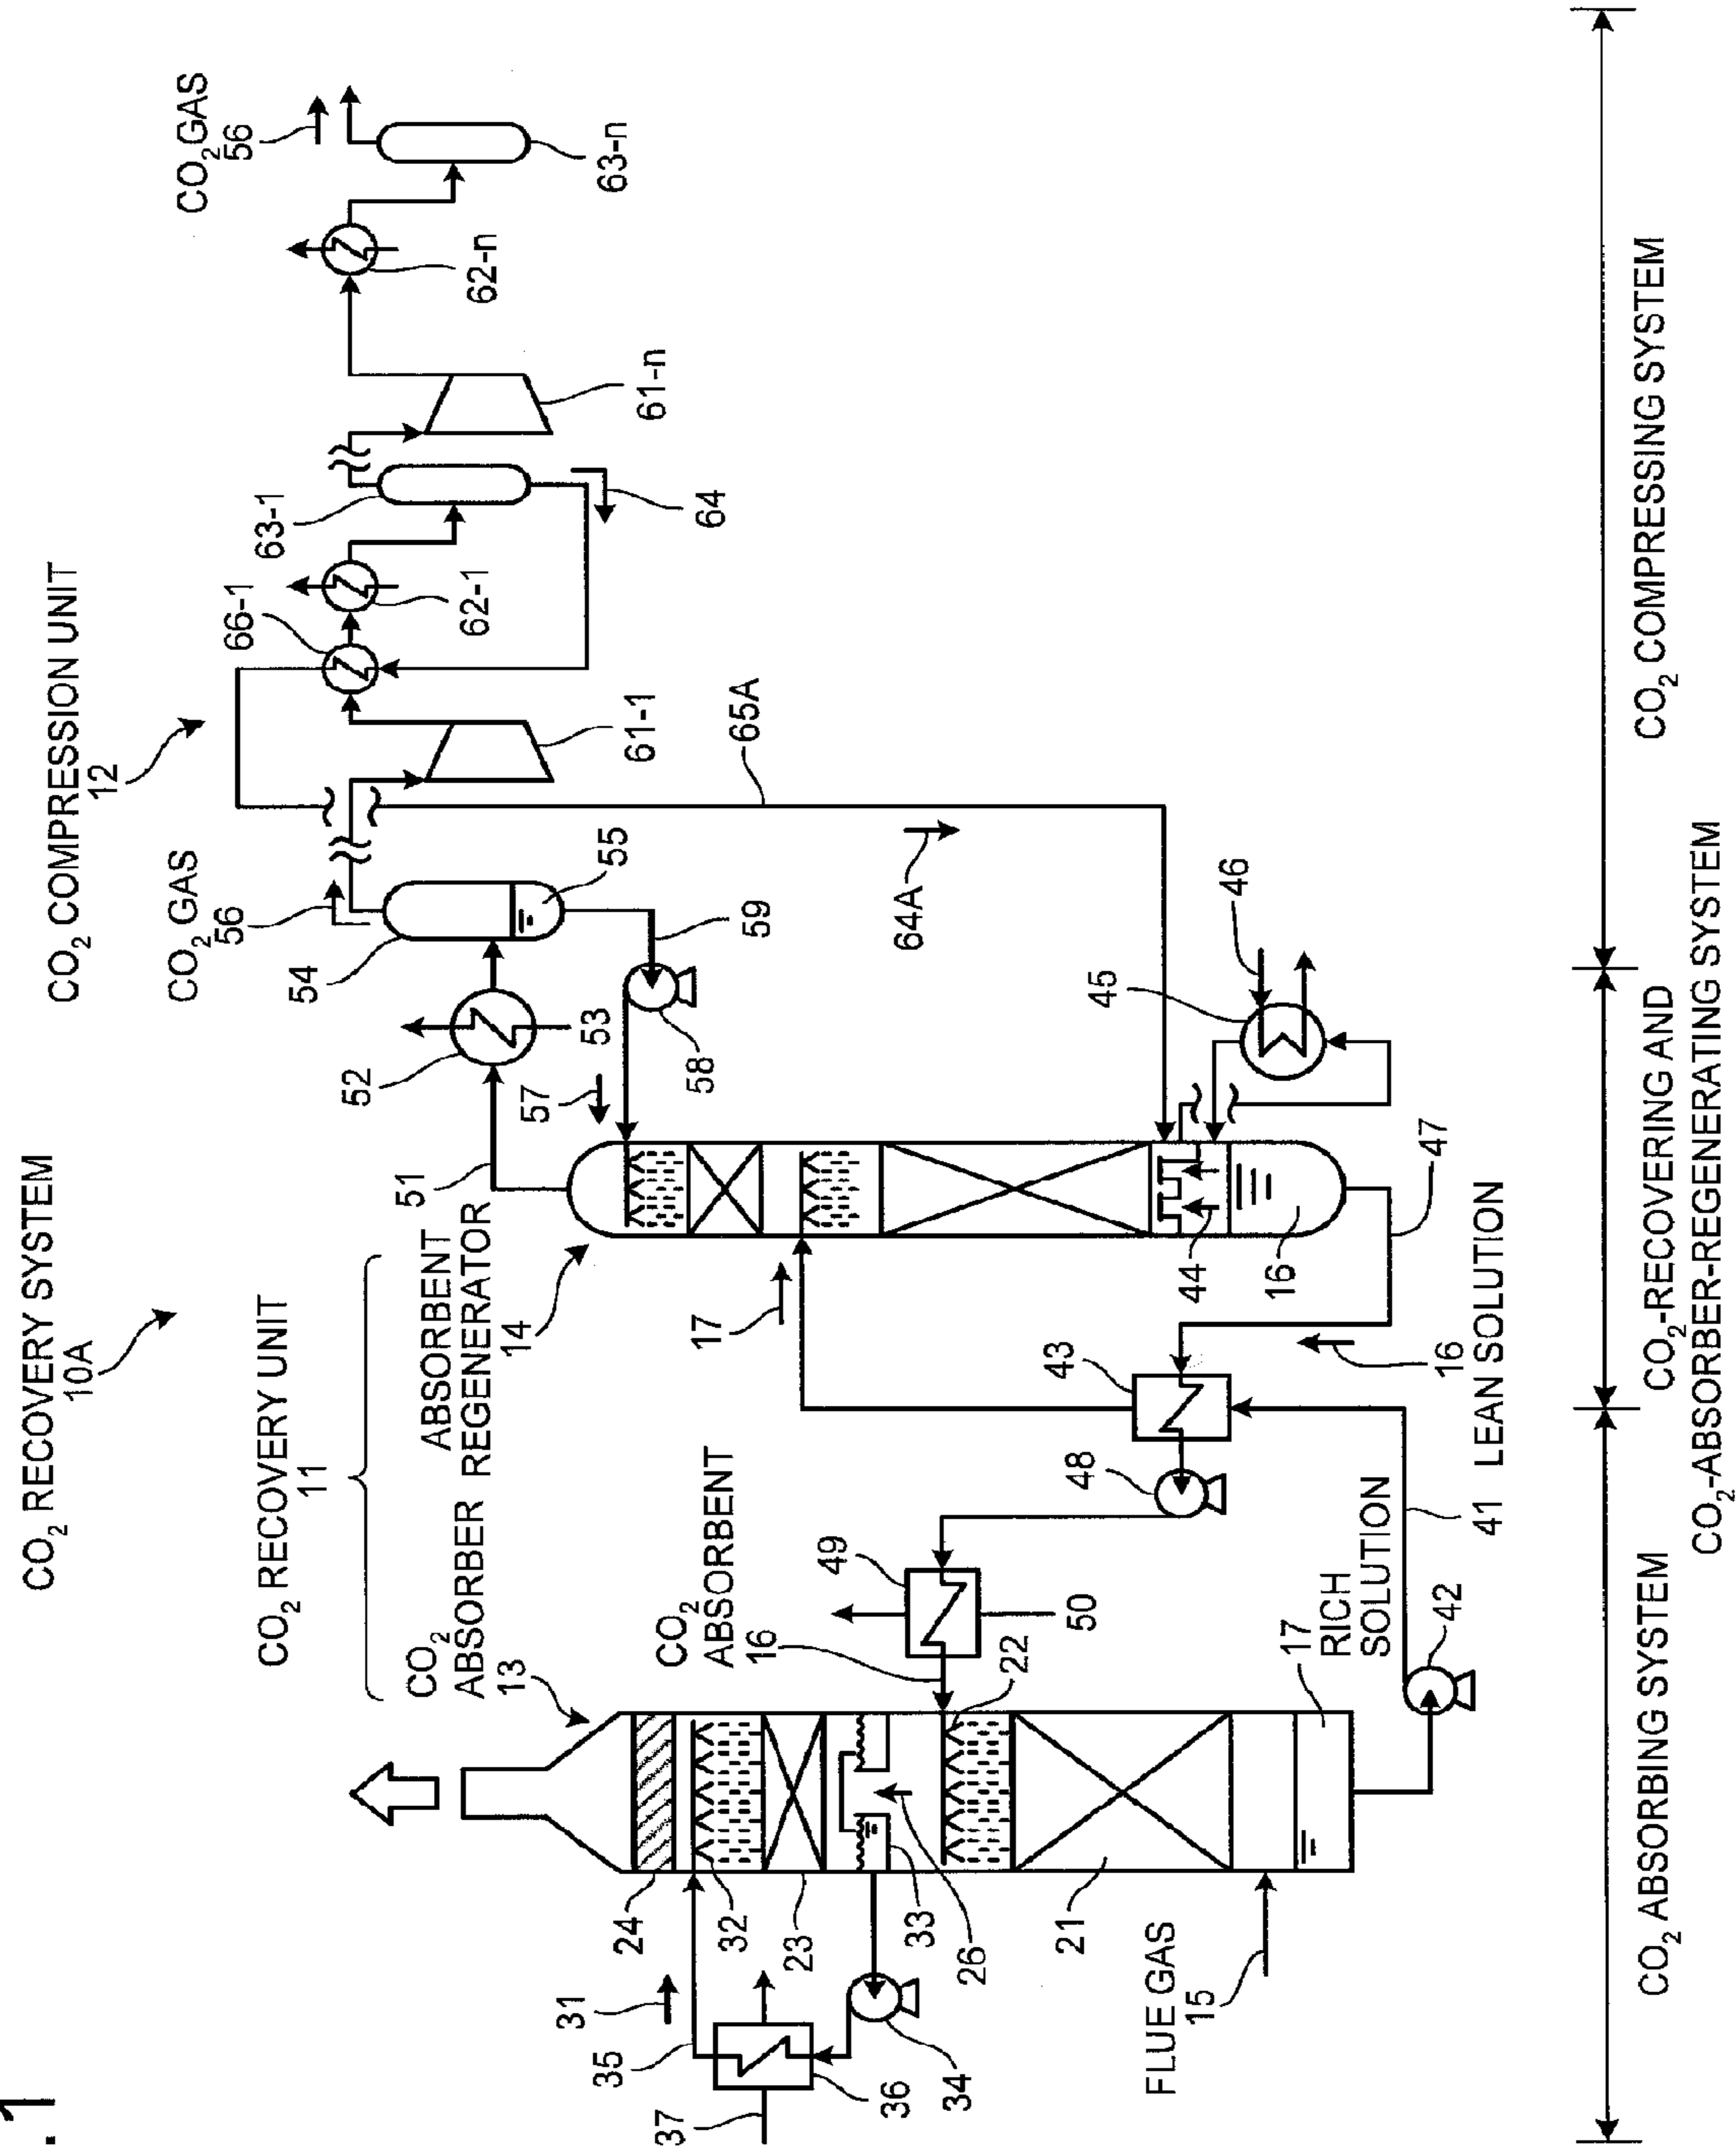 .1
CO2 RECOVERY SYSTEM
10A
CO2 COMPRESSION UNIT
12
CO2 RECOVERY UNIT
11
CO2
ABSORBER
13
ABSORBENT
REGENERATOR
14
CO2 GAS
56
CO2 GAS
56
51
52
53
54
55
57
58
59
61-1
66-1
62-1
63-1
64
61-n
62-n
63-n
65A
64A
24
31
32
35
23
37
36
34
33
26
21
22
FLUE GAS
15
CO2
ABSORBENT
16
49
50
48
43
17
44
16
45
46
47
17
RICH
SOLUTION
42
41
16
LEAN SOLUTION
CO2 ABSORBING SYSTEM
CO2-RECOVERING AND
CO2-ABSORBER-REGENERATING SYSTEM
CO2 COMPRESSING SYSTEM